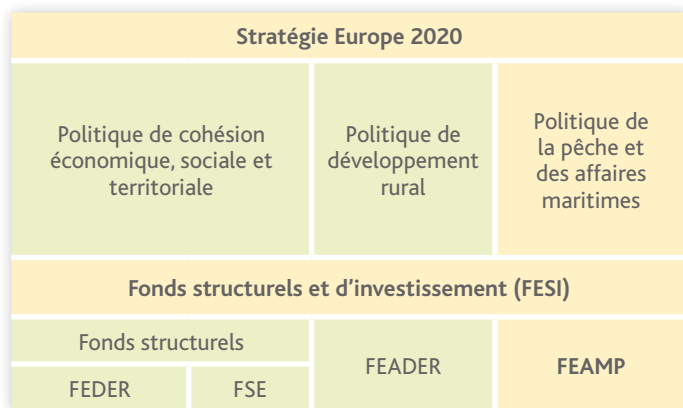 Stratégie Europe 2020
Politique de cohésion
économique, sociale et
territoriale
Politique de
développement
rural
Politique de
la pêche et
des affaires
maritimes
Fonds structurels et d’investissement (FESI)
Fonds structurels
FEDER
FSE
FEADER
FEAMP